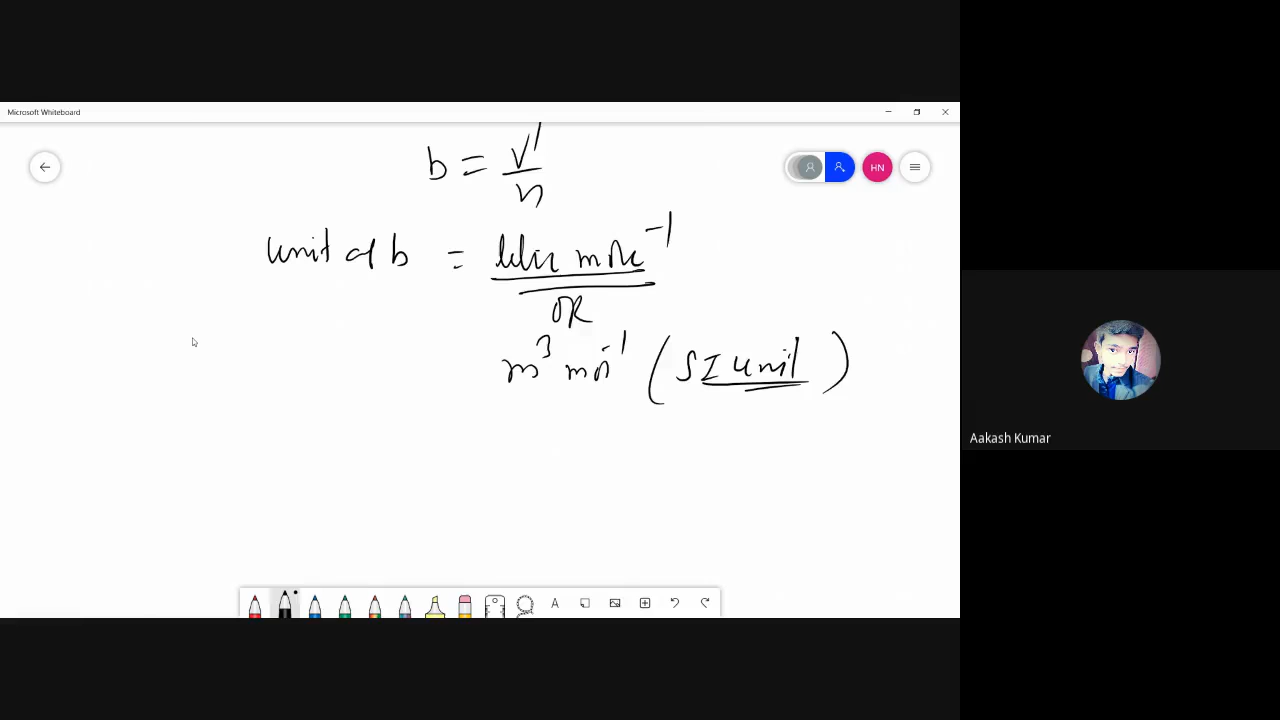 Microsoft Whiteboard
b = V'/n
HN
unit of b = litre mole⁻¹
OR
m³ mol⁻¹ (SI unit)
Aakash Kumar
A